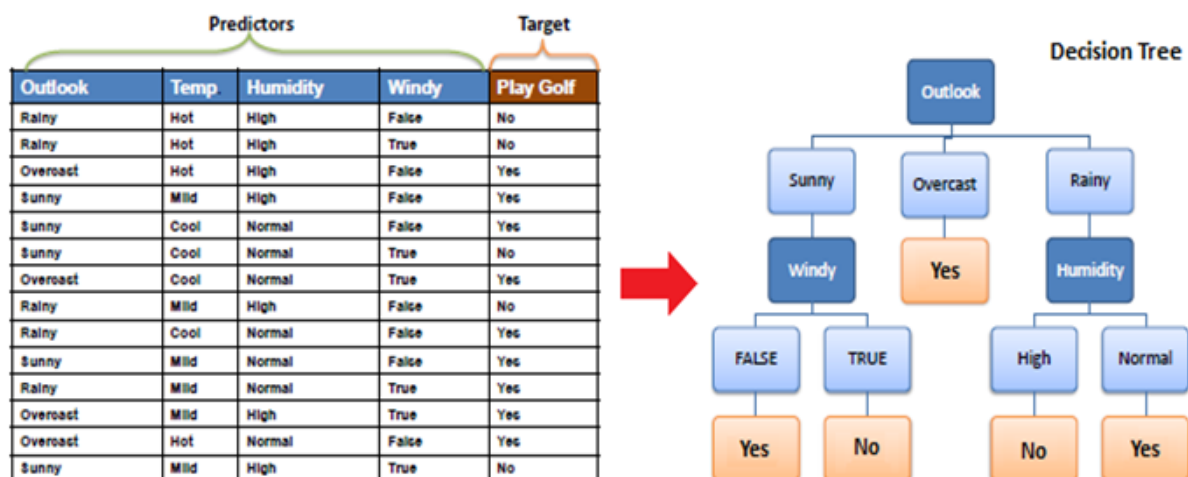 Predictors Target
Outlook Temp. Humidity Windy Play Golf
Rainy Hot High False No
Rainy Hot High True No
Overcast Hot High False Yes
Sunny Mild High False Yes
Sunny Cool Normal False Yes
Sunny Cool Normal True No
Overcast Cool Normal True Yes
Rainy Mild High False No
Rainy Cool Normal False Yes
Sunny Mild Normal False Yes
Rainy Mild Normal True Yes
Overcast Mild High True Yes
Overcast Hot Normal False Yes
Sunny Mild High True No
Decision Tree
Outlook
Sunny Overcast Rainy
Windy Yes Humidity
FALSE TRUE High Normal
Yes No No Yes